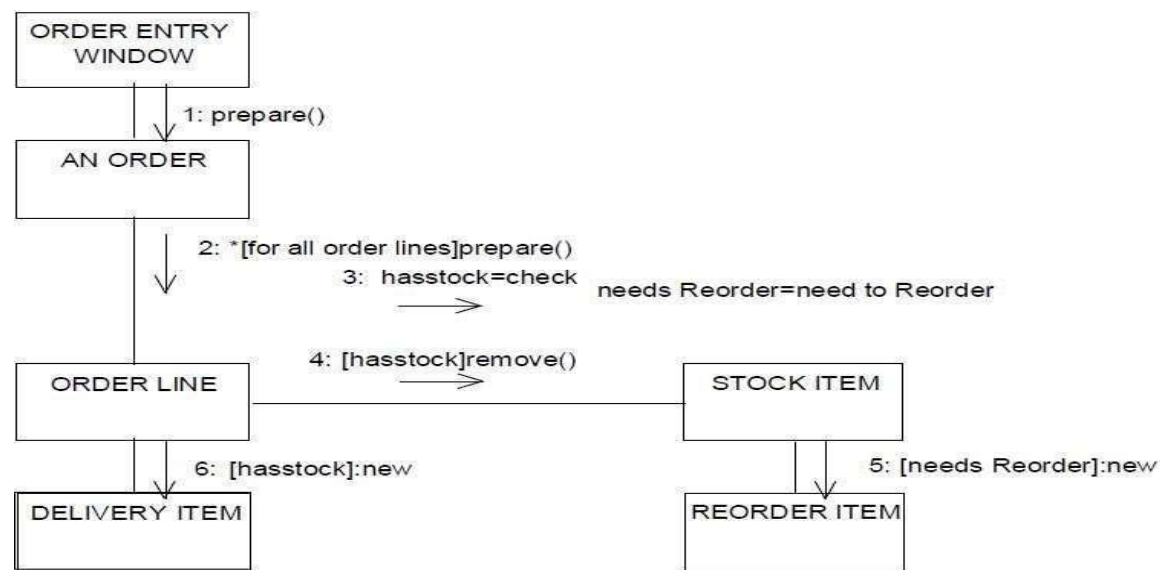 ORDER ENTRY
WINDOW
1: prepare()
AN ORDER
2: *[for all order lines]prepare()
3: hasstock=check
needs Reorder=need to Reorder
4: [hasstock]remove()
ORDER LINE
STOCK ITEM
6: [hasstock]:new
5: [needs Reorder]:new
DELIVERY ITEM
REORDER ITEM